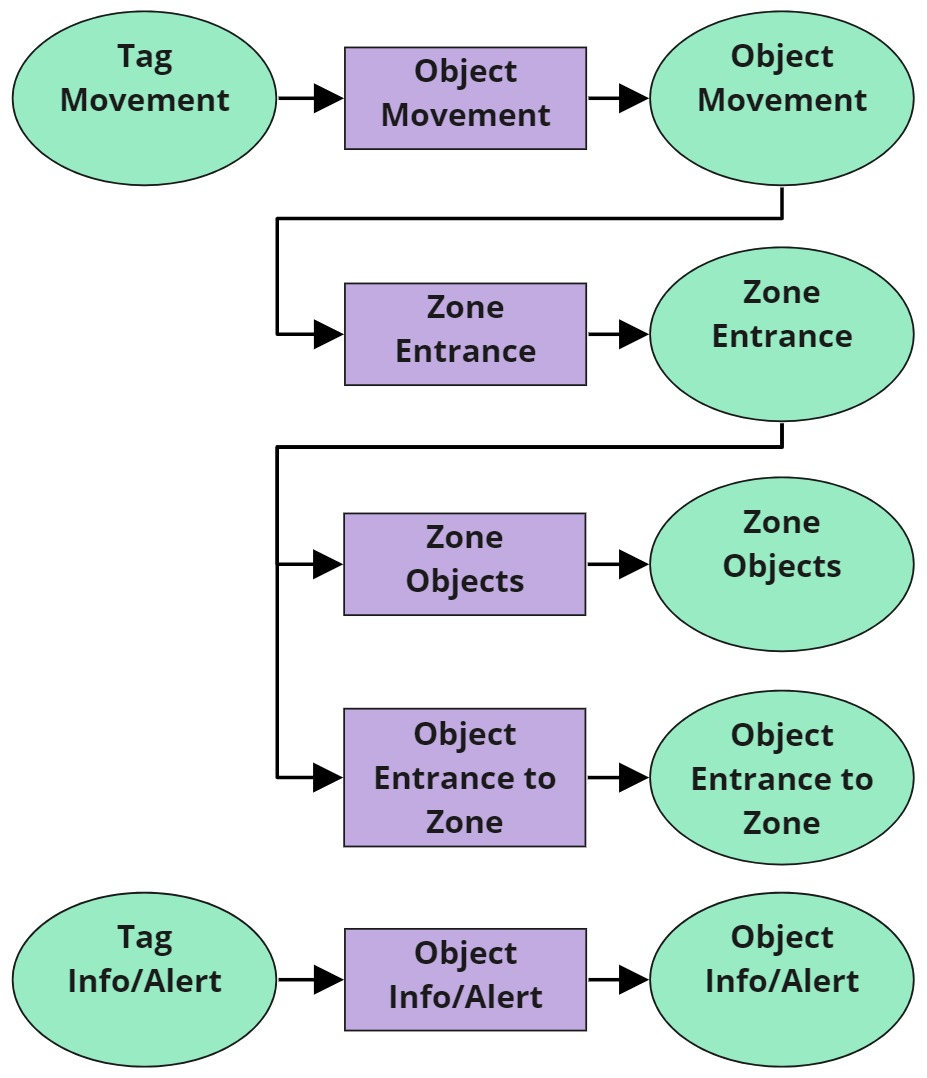 Tag
Movement
Object
Movement
Object
Movement
Zone
Entrance
Zone
Entrance
Zone
Objects
Zone
Objects
Object
Entrance to
Zone
Object
Entrance to
Zone
Tag
Info/Alert
Object
Info/Alert
Object
Info/Alert